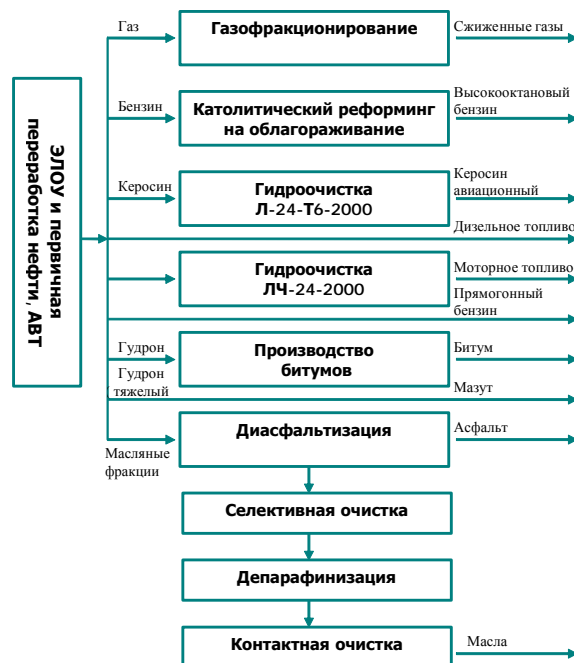 ЭЛОУ и первичная
переработка нефти, АВТ
Газ
Газофракционирование
Сжиженные газы
Бензин
Католитический реформинг
на облагораживание
Высокооктановый
бензин
Керосин
Гидроочистка
Л-24-Т6-2000
Керосин
авиационный
Дизельное топливо
Гидроочистка
ЛЧ-24-2000
Моторное топливо
Прямогонный
бензин
Гудрон
Производство
битумов
Битум
Гудрон
тяжелый
Мазут
Масляные
фракции
Диасфальтизация
Асфальт
Селективная очистка
Депарафинизация
Контактная очистка
Масла